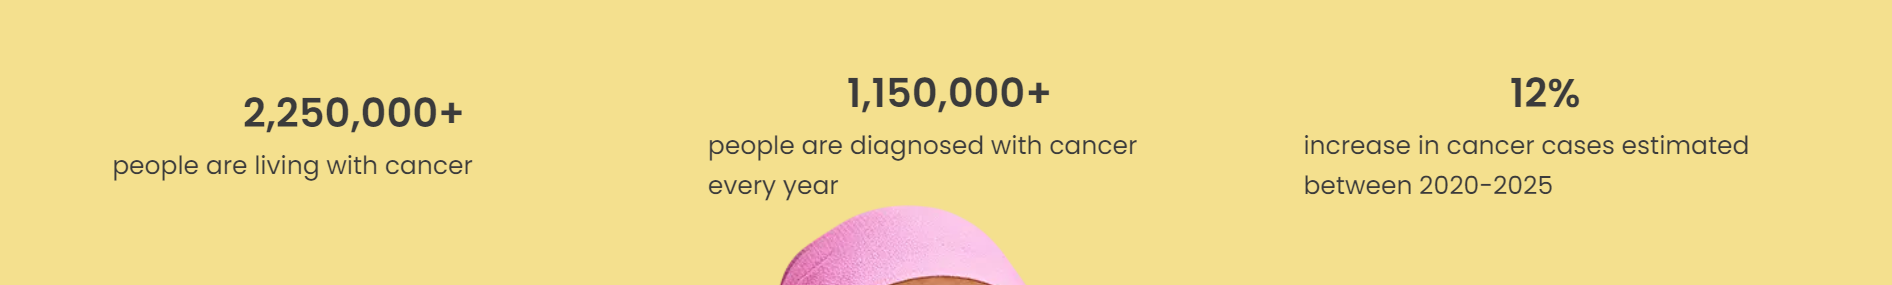 2,250,000+
people are living with cancer
1,150,000+
people are diagnosed with cancer
every year
12%
increase in cancer cases estimated
between 2020-2025